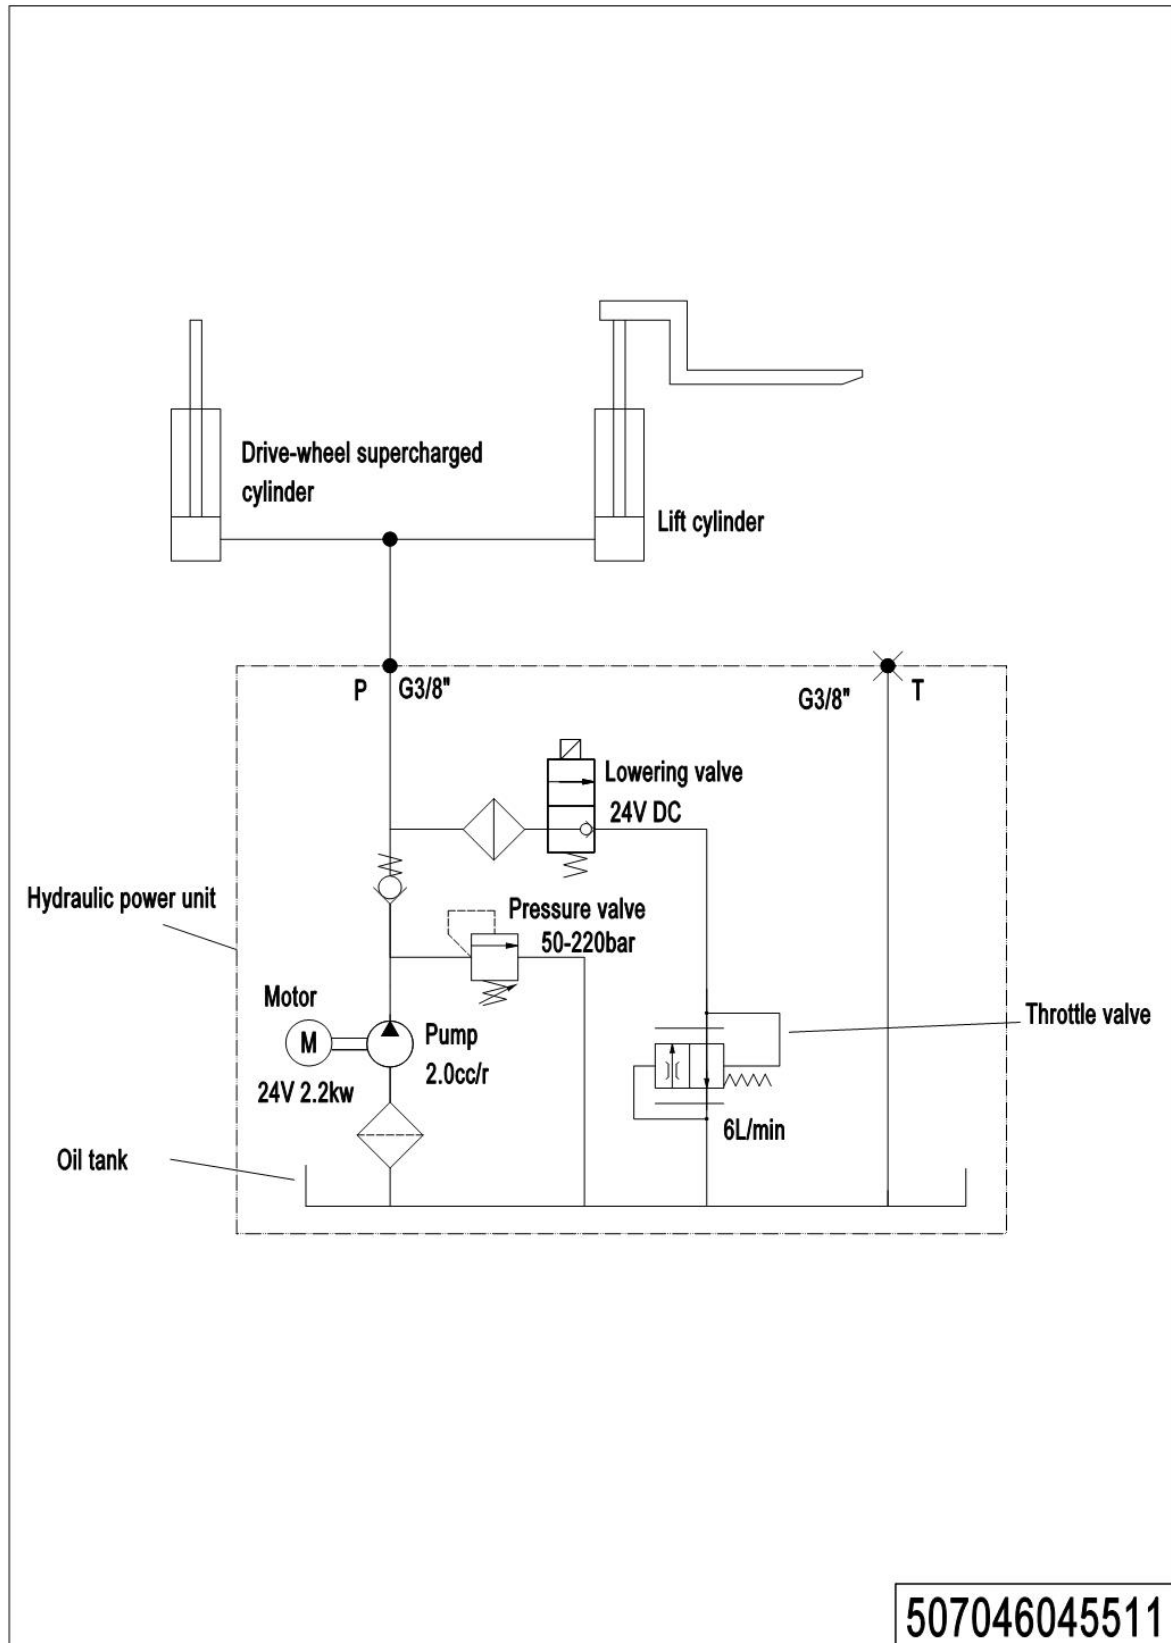 Drive-wheel supercharged
cylinder
Lift cylinder
P
G3/8"
G3/8"
T
Lowering valve
24V DC
Hydraulic power unit
Pressure valve
50-220bar
Motor
M
24V 2.2kw
Pump
2.0cc/r
Throttle valve
6L/min
Oil tank
507046045511